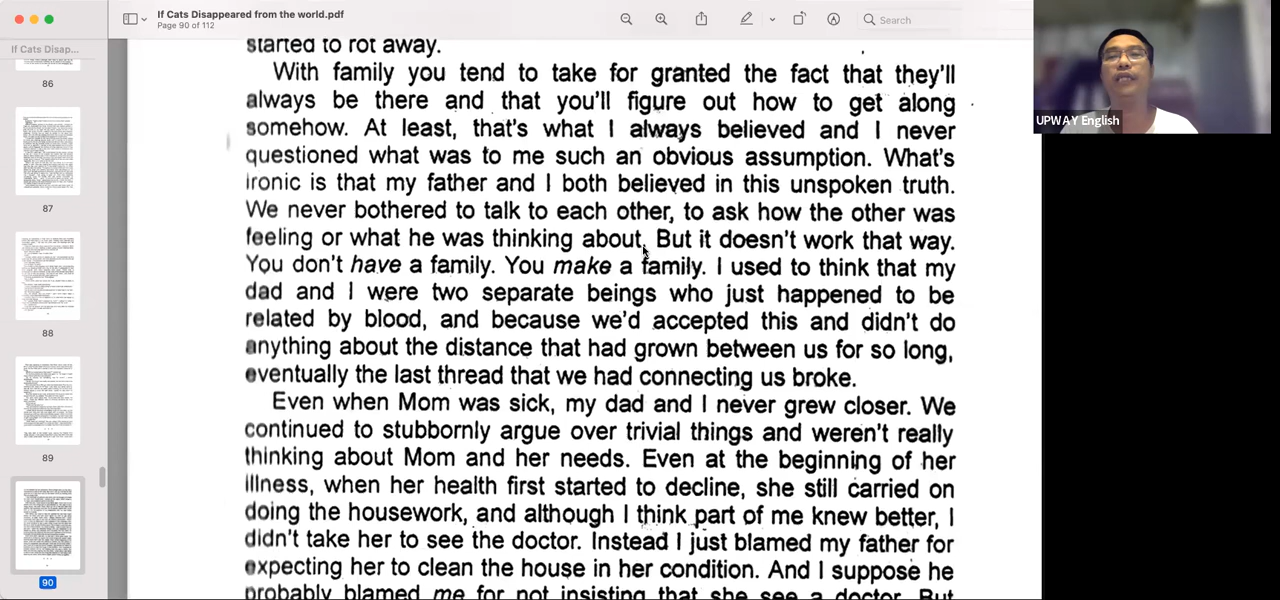 If Cats Disappeared from the world.pdf
Page 90 of 112
Search
If Cats Disap...
86
87
88
89
90
UPWAY English
started to rot away.
With family you tend to take for granted the fact that they'll
always be there and that you'll figure out how to get along
somehow. At least, that's what I always believed and I never
questioned what was to me such an obvious assumption. What's
ironic is that my father and I both believed in this unspoken truth.
We never bothered to talk to each other, to ask how the other was
feeling or what he was thinking about. But it doesn't work that way.
You don't have a family. You make a family. I used to think that my
dad and I were two separate beings who just happened to be
related by blood, and because we'd accepted this and didn't do
anything about the distance that had grown between us for so long,
eventually the last thread that we had connecting us broke.
Even when Mom was sick, my dad and I never grew closer. We
continued to stubbornly argue over trivial things and weren't really
thinking about Mom and her needs. Even at the beginning of her
illness, when her health first started to decline, she still carried on
doing the housework, and although I think part of me knew better, I
didn't take her to see the doctor. Instead I just blamed my father for
expecting her to clean the house in her condition. And I suppose he
probably blamed me for not insisting that she see a doctor. But